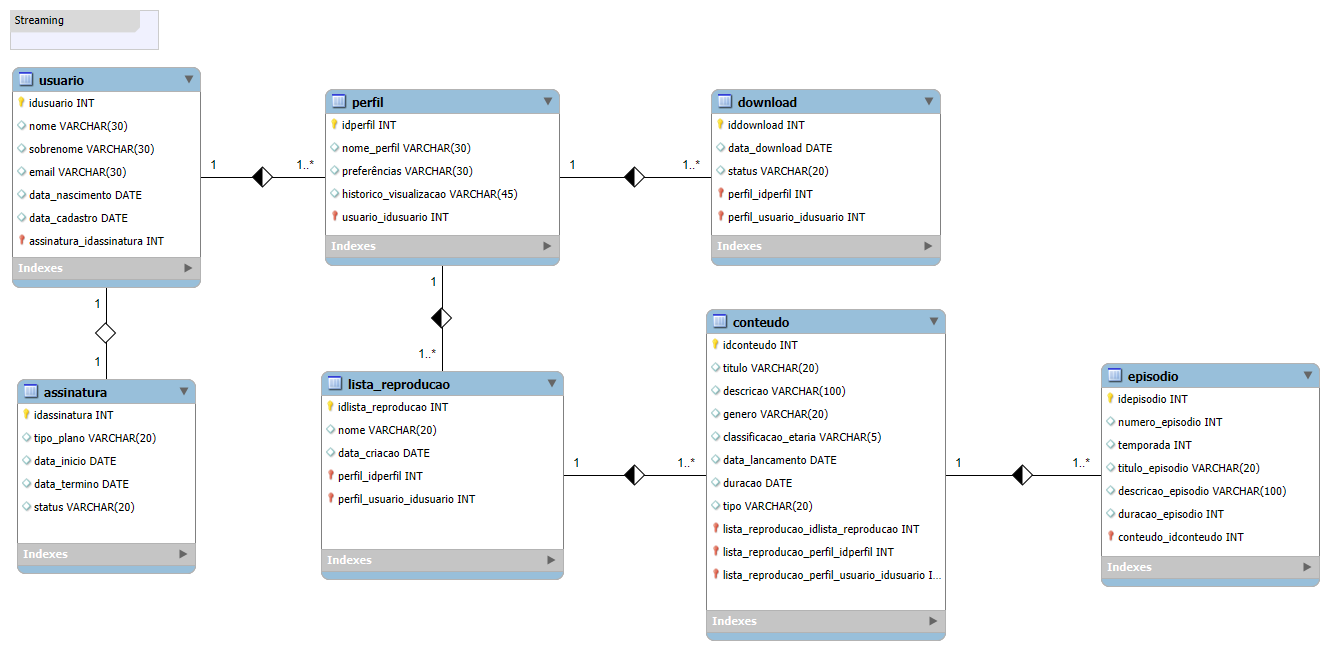 Streaming
usuario
idusuario INT
nome VARCHAR(30)
sobrenome VARCHAR(30)
email VARCHAR(30)
data_nascimento DATE
data_cadastro DATE
assinatura_idassinatura INT
Indexes
1
1..*
perfil
idperfil INT
nome_perfil VARCHAR(30)
preferências VARCHAR(30)
historico_visualizacao VARCHAR(45)
usuario_idusuario INT
Indexes
1
1..*
download
iddownload INT
data_download DATE
status VARCHAR(20)
perfil_idperfil INT
perfil_usuario_idusuario INT
Indexes
1
1
assinatura
idassinatura INT
tipo_plano VARCHAR(20)
data_inicio DATE
data_termino DATE
status VARCHAR(20)
Indexes
1
1..*
lista_reproducao
idlista_reproducao INT
nome VARCHAR(20)
data_criacao DATE
perfil_idperfil INT
perfil_usuario_idusuario INT
Indexes
1
1..*
conteudo
idconteudo INT
titulo VARCHAR(20)
descricao VARCHAR(100)
genero VARCHAR(20)
classificacao_etaria VARCHAR(5)
data_lancamento DATE
duracao DATE
tipo VARCHAR(20)
lista_reproducao_idlista_reproducao INT
lista_reproducao_perfil_idperfil INT
lista_reproducao_perfil_usuario_idusuario I...
Indexes
1
1..*
episodio
idepisodio INT
numero_episodio INT
temporada INT
titulo_episodio VARCHAR(20)
descricao_episodio VARCHAR(100)
duracao_episodio INT
conteudo_idconteudo INT
Indexes